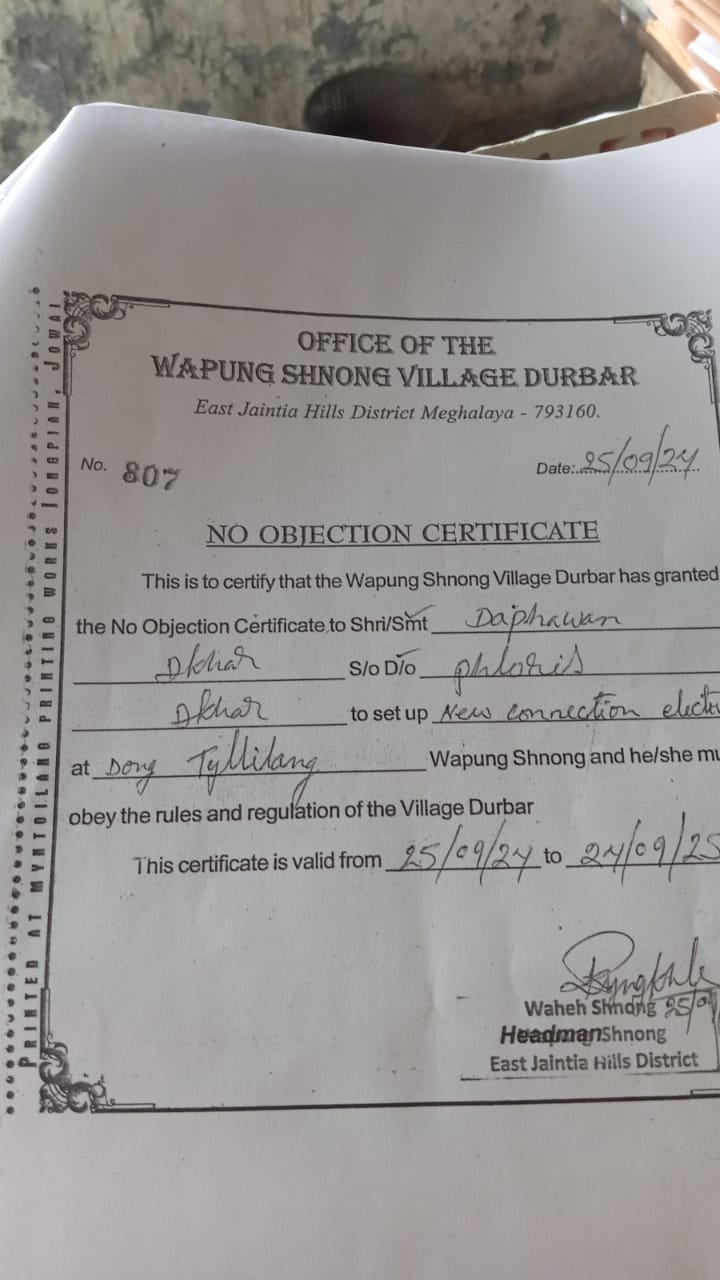 OFFICE OF THE
WAPUNG SHNONG VILLAGE DURBAR
East Jaintia Hills District Meghalaya - 793160.
No. 807
Date:..25/09/24
NO OBJECTION CERTIFICATE
This is to certify that the Wapung Shnong Village Durbar has granted
the No Objection Certificate to Shri/Smt Daphawan
Dkhar S/o D/o phloris
Dkhar to set up New connection elect
at Dong Tyllilang Wapung Shnong and he/she mu
obey the rules and regulation of the Village Durbar
This certificate is valid from 25/09/24 to 24/09/25
Waheh Shnong 25/0
Headman Shnong
East Jaintia Hills District
PRINTED AT MYNTOILANG PRINTING WORKS IONGPIAH, JOWAI